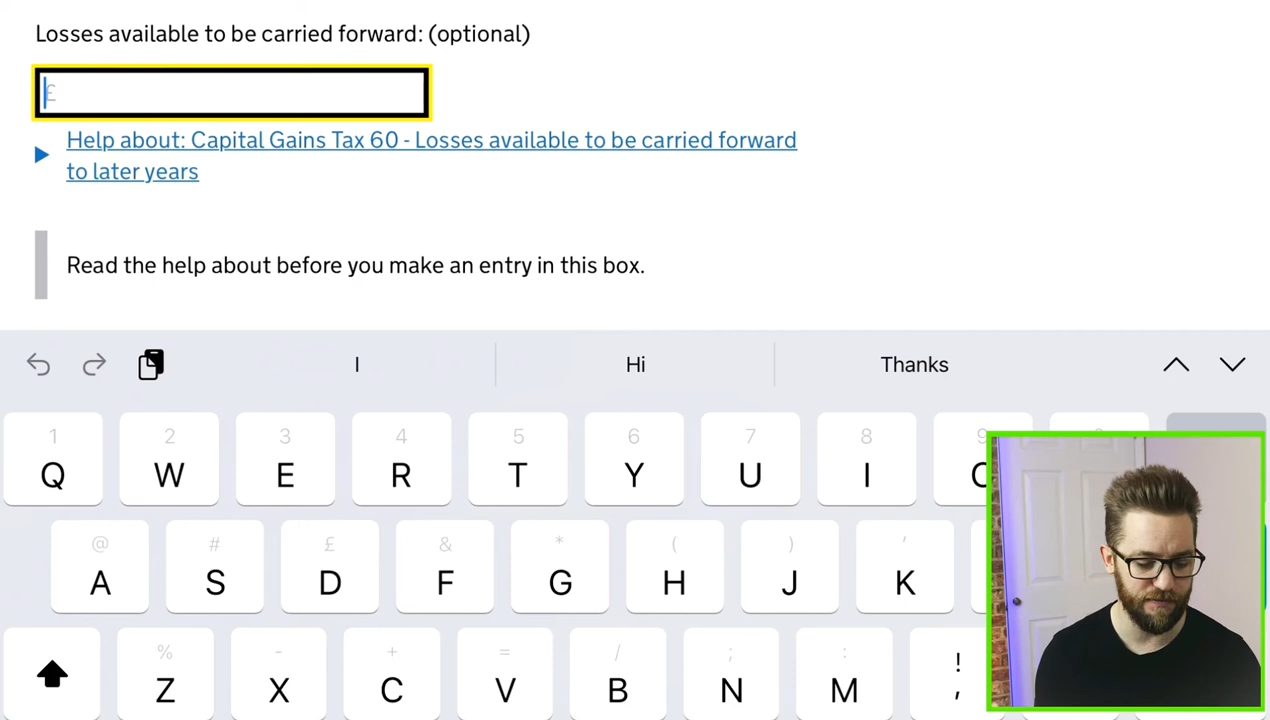 Losses available to be carried forward: (optional)
£
Help about: Capital Gains Tax 60 - Losses available to be carried forward
to later years
Read the help about before you make an entry in this box.
I Hi Thanks
1 2 3 4 5 6 7 8 9
Q W E R T Y U I O
@ # £ & * ( ) '
A S D F G H J K
% - + = / ; : !
Z X C V B N M ,